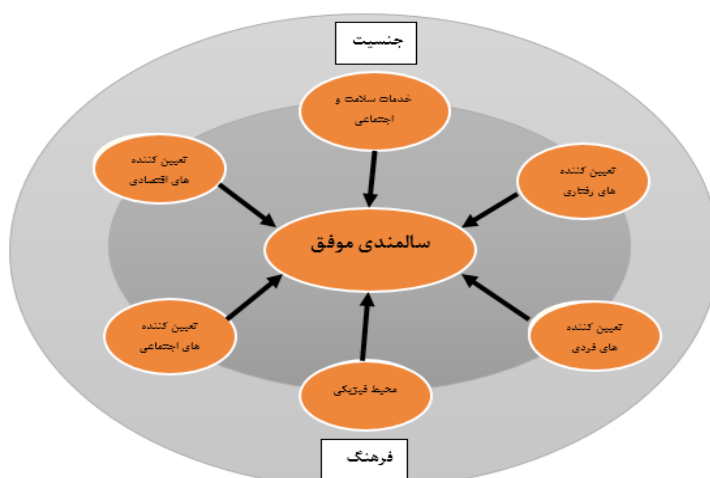 جنسیت
خدمات سلامت و
اجتماعی
تعیین کننده
های رفتاری
تعیین کننده
های اقتصادی
سالمندی موفق
تعیین کننده
های فردی
تعیین کننده
های اجتماعی
محیط فیزیکی
فرهنگ